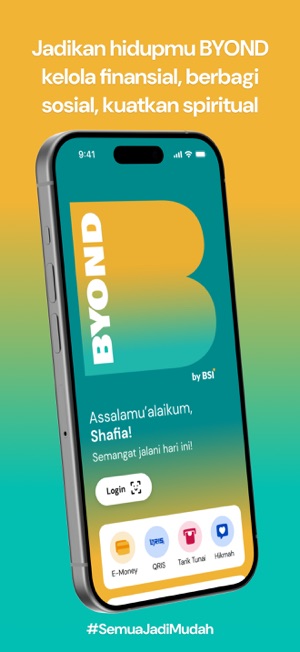 Jadikan hidupmu BYOND
kelola finansial, berbagi
sosial, kuatkan spiritual
9:41
BYOND
by BSI
Assalamu'alaikum,
Shafia!
Semangat jalani hari ini!
Login
E-Money
QRIS
QRIS
Tarik Tunai
Hikmah
#SemuaJadiMudah